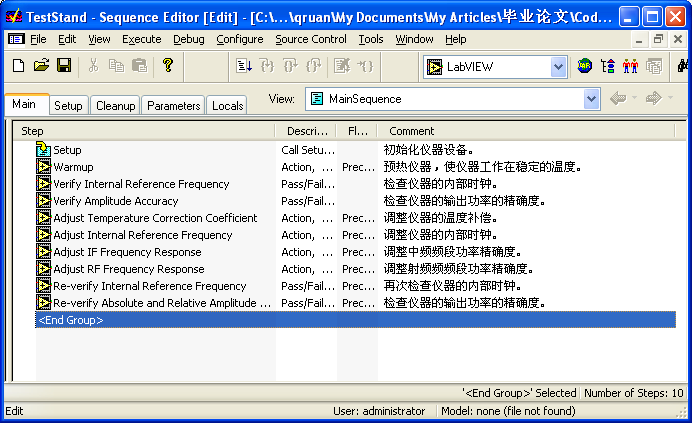 TestStand - Sequence Editor [Edit] - [C:\...\qruan\My Documents\My Articles\毕业论文\Cod...
File Edit View Execute Debug Configure Source Control Tools Window Help
LabVIEW
Main Setup Cleanup Parameters Locals View: MainSequence
Step Descri... Fl... Comment
Setup Call Setu... 初始化仪器设备。
Warmup Action, ... Prec... 预热仪器，使仪器工作在稳定的温度。
Verify Internal Reference Frequency Pass/Fail... 检查仪器的内部时钟。
Verify Amplitude Accuracy Pass/Fail... 检查仪器的输出功率的精确度。
Adjust Temperature Correction Coefficient Action, ... Prec... 调整仪器的温度补偿。
Adjust Internal Reference Frequency Action, ... Prec... 调整仪器的内部时钟。
Adjust IF Frequency Response Action, ... Prec... 调整中频频段功率精确度。
Adjust RF Frequency Response Action, ... Prec... 调整射频频频段功率精确度。
Re-verify Internal Reference Frequency Pass/Fail... Prec... 再次检查仪器的内部时钟。
Re-verify Absolute and Relative Amplitude ... Pass/Fail... Prec... 检查仪器的输出功率的精确度。
<End Group>
'<End Group>' Selected Number of Steps: 10
Edit User: administrator Model: none (file not found)